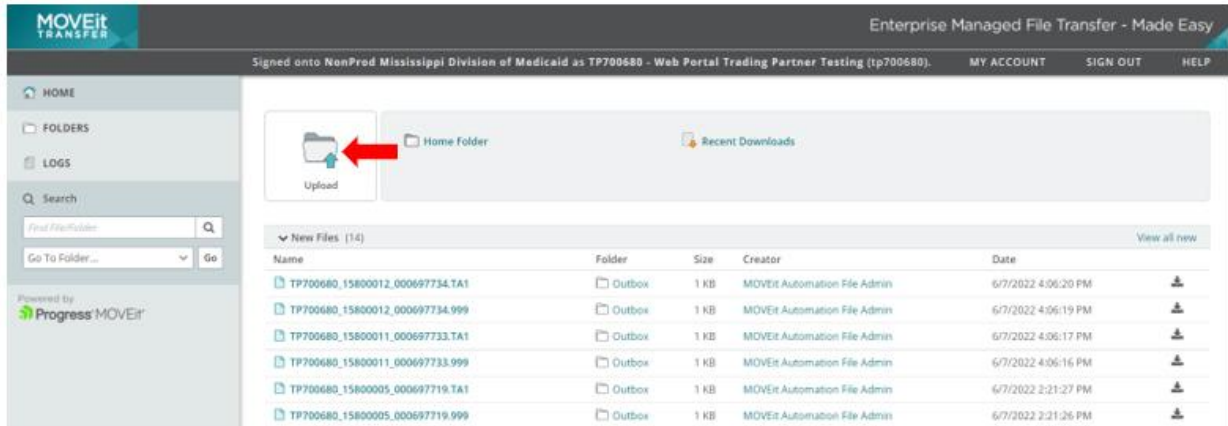 MOVEit
TRANSFER
Enterprise Managed File Transfer - Made Easy
Signed onto NonProd Mississippi Division of Medicaid as TP700680 - Web Portal Trading Partner Testing (tp700680). MY ACCOUNT SIGN OUT HELP
HOME
FOLDERS
LOGS
Search
Find File/Folder
Go To Folder... Go
Powered by
Progress MOVEit
Upload
Home Folder
Recent Downloads
New Files (14) View all new
Name Folder Size Creator Date
TP700680_15800012_000697734.TA1 Outbox 1 KB MOVEit Automation File Admin 6/7/2022 4:06:20 PM
TP700680_15800012_000697734.999 Outbox 1 KB MOVEit Automation File Admin 6/7/2022 4:06:19 PM
TP700680_15800011_000697733.TA1 Outbox 1 KB MOVEit Automation File Admin 6/7/2022 4:06:17 PM
TP700680_15800011_000697733.999 Outbox 1 KB MOVEit Automation File Admin 6/7/2022 4:06:16 PM
TP700680_15800005_000697719.TA1 Outbox 1 KB MOVEit Automation File Admin 6/7/2022 2:21:27 PM
TP700680_15800005_000697719.999 Outbox 1 KB MOVEit Automation File Admin 6/7/2022 2:21:26 PM